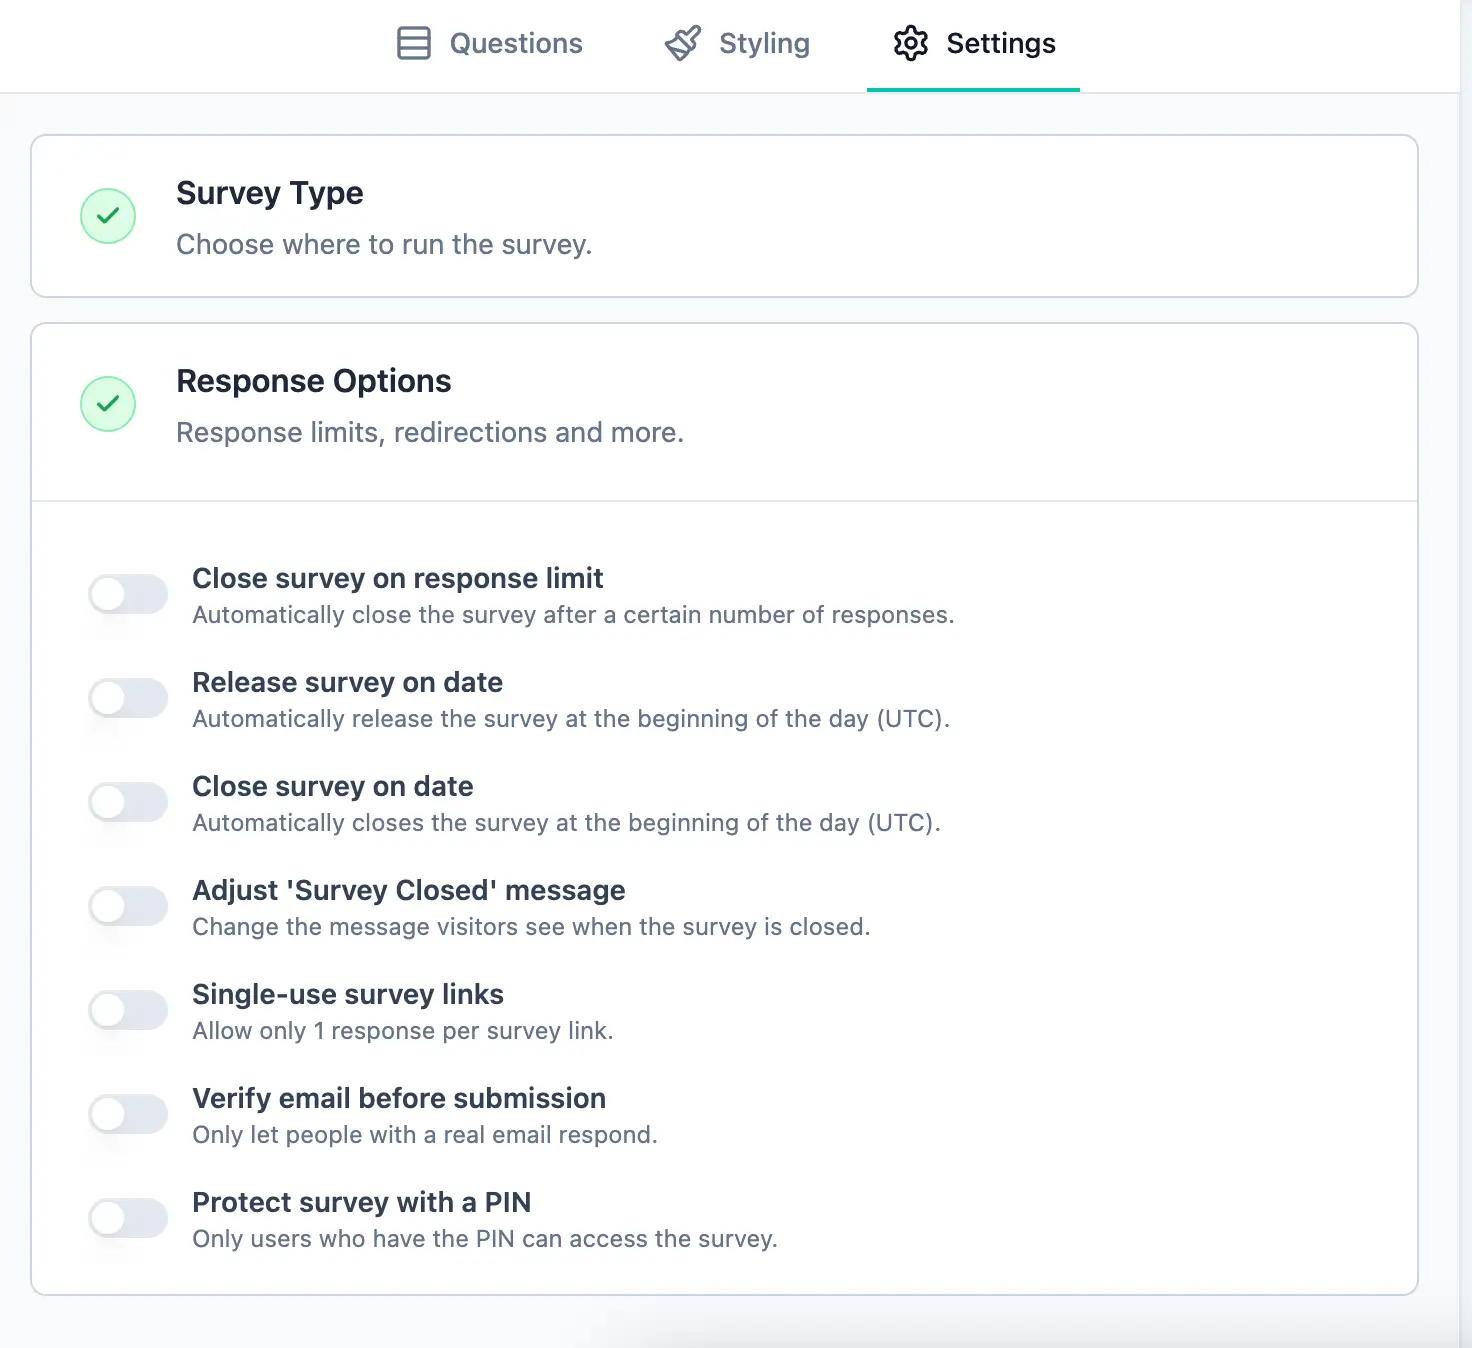 Questions
Styling
Settings
Survey Type
Choose where to run the survey.
Response Options
Response limits, redirections and more.
Close survey on response limit
Automatically close the survey after a certain number of responses.
Release survey on date
Automatically release the survey at the beginning of the day (UTC).
Close survey on date
Automatically closes the survey at the beginning of the day (UTC).
Adjust 'Survey Closed' message
Change the message visitors see when the survey is closed.
Single-use survey links
Allow only 1 response per survey link.
Verify email before submission
Only let people with a real email respond.
Protect survey with a PIN
Only users who have the PIN can access the survey.